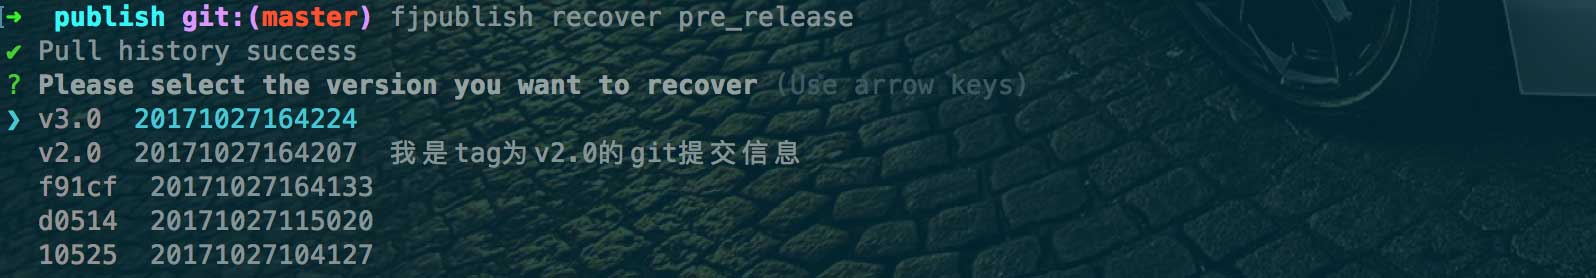 ➜ publish git:(master) fjpublish recover pre_release
✔ Pull history success
? Please select the version you want to recover (Use arrow keys)
❯ v3.0 20171027164224
v2.0 20171027164207 我是tag为v2.0的git提交信息
f91cf 20171027164133
d0514 20171027115020
10525 20171027104127